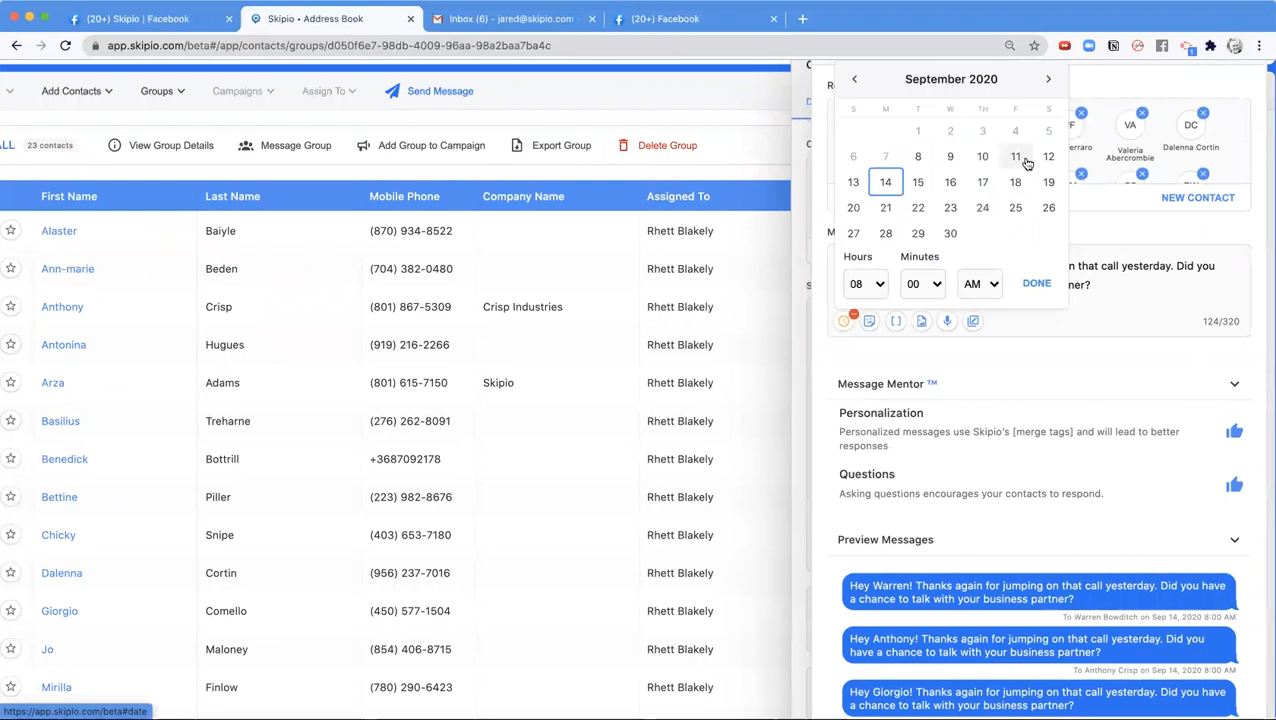 (20+) Skipio | Facebook
Skipio • Address Book
Inbox (6) - jared@skipio.com -
(20+) Facebook
app.skipio.com/beta#/app/contacts/groups/d050f6e7-98db-4009-96aa-98a2baa7ba4c
Add Contacts
Groups
Campaigns
Assign To
Send Message
ALL
23 contacts
View Group Details
Message Group
Add Group to Campaign
Export Group
Delete Group
First Name Last Name Mobile Phone Company Name Assigned To
Alaster Baiyle (870) 934-8522 Rhett Blakely
Ann-marie Beden (704) 382-0480 Rhett Blakely
Anthony Crisp (801) 867-5309 Crisp Industries Rhett Blakely
Antonina Hugues (919) 216-2266 Rhett Blakely
Arza Adams (801) 615-7150 Skipio Rhett Blakely
Basilius Treharne (276) 262-8091 Rhett Blakely
Benedick Bottrill +3687092178 Rhett Blakely
Bettine Piller (223) 982-8676 Rhett Blakely
Chicky Snipe (403) 653-7180 Rhett Blakely
Dalenna Cortin (956) 237-7016 Rhett Blakely
Giorgio Comello (450) 577-1504 Rhett Blakely
Jo Maloney (854) 406-8715 Rhett Blakely
Mirilla Finlow (780) 290-6423 Rhett Blakely
https://app.skipio.com/beta#date
September 2020
S M T W TH F S
1 2 3 4 5
6 7 8 9 10 11 12
13 14 15 16 17 18 19
20 21 22 23 24 25 26
27 28 29 30
Hours Minutes
08 00 AM DONE
VA DC
Valeria
Abercrombie
Dalenna Cortin
NEW CONTACT
n that call yesterday. Did you
ner?
124/320
Message Mentor ™
Personalization
Personalized messages use Skipio's [merge tags] and will lead to better
responses
Questions
Asking questions encourages your contacts to respond.
Preview Messages
Hey Warren! Thanks again for jumping on that call yesterday. Did you have
a chance to talk with your business partner?
To Warren Bowditch on Sep 14, 2020 8:00 AM
Hey Anthony! Thanks again for jumping on that call yesterday. Did you
have a chance to talk with your business partner?
To Anthony Crisp on Sep 14, 2020 8:00 AM
Hey Giorgio! Thanks again for jumping on that call yesterday. Did you
have a chance to talk with your business partner?